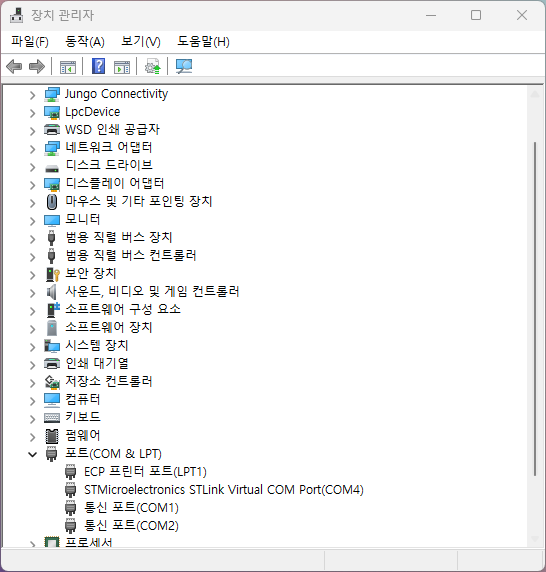 장치 관리자
파일(F) 동작(A) 보기(V) 도움말(H)
Jungo Connectivity
LpcDevice
WSD 인쇄 공급자
네트워크 어댑터
디스크 드라이브
디스플레이 어댑터
마우스 및 기타 포인팅 장치
모니터
범용 직렬 버스 장치
범용 직렬 버스 컨트롤러
보안 장치
사운드, 비디오 및 게임 컨트롤러
소프트웨어 구성 요소
소프트웨어 장치
시스템 장치
인쇄 대기열
저장소 컨트롤러
컴퓨터
키보드
펌웨어
포트(COM & LPT)
ECP 프린터 포트(LPT1)
STMicroelectronics STLink Virtual COM Port(COM4)
통신 포트(COM1)
통신 포트(COM2)
프로세서